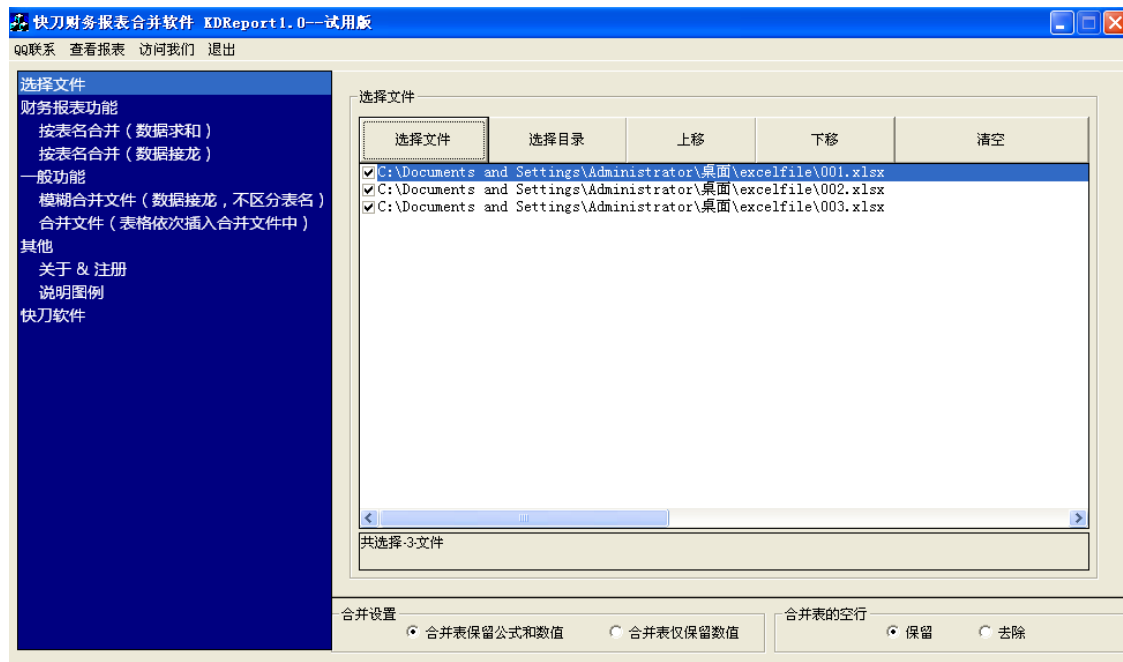 快刀财务报表合并软件 KDReport1.0--试用版
QQ联系 查看报表 访问我们 退出
选择文件
财务报表功能
按表名合并（数据求和）
按表名合并（数据接龙）
一般功能
模糊合并文件（数据接龙，不区分表名）
合并文件（表格依次插入合并文件中）
其他
关于 & 注册
说明图例
快刀软件
选择文件
选择文件 选择目录 上移 下移 清空
C:\Documents and Settings\Administrator\桌面\excelfile\001.xlsx
C:\Documents and Settings\Administrator\桌面\excelfile\002.xlsx
C:\Documents and Settings\Administrator\桌面\excelfile\003.xlsx
共选择-3-文件
合并设置
合并表保留公式和数值 合并表仅保留数值
合并表的空行
保留 去除